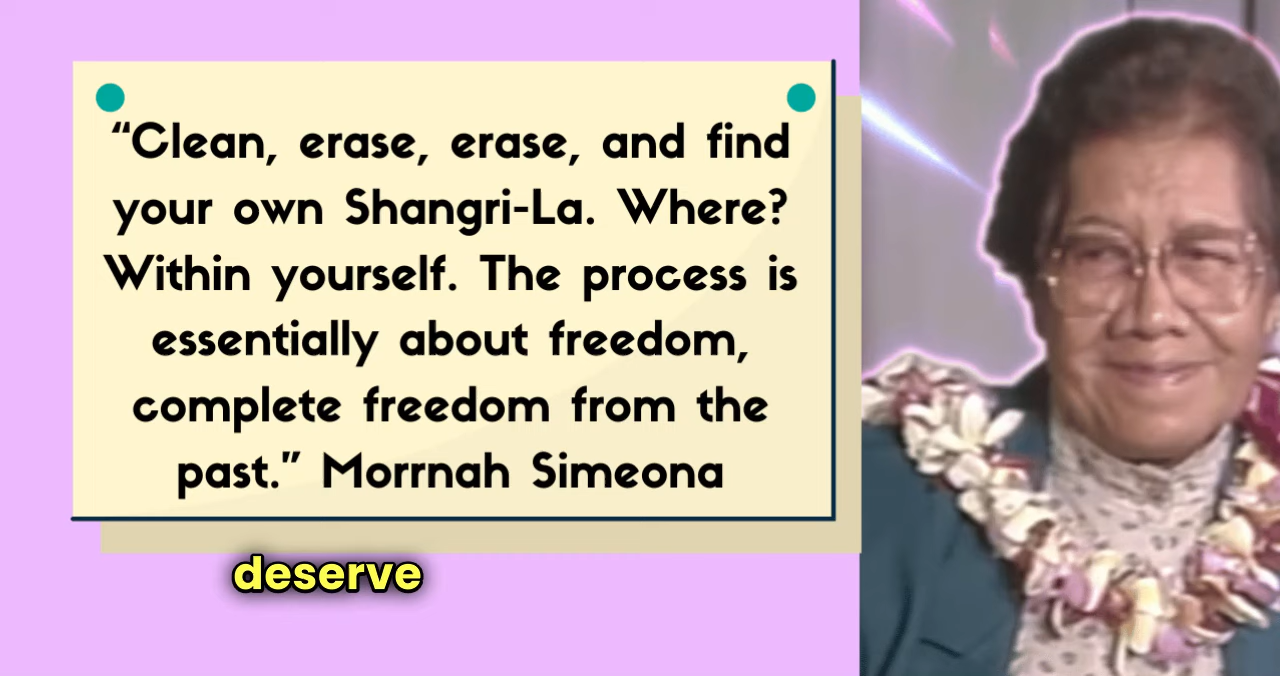 “Clean, erase, erase, and find
your own Shangri-La. Where?
Within yourself. The process is
essentially about freedom,
complete freedom from the
past.” Morrnah Simeona
deserve